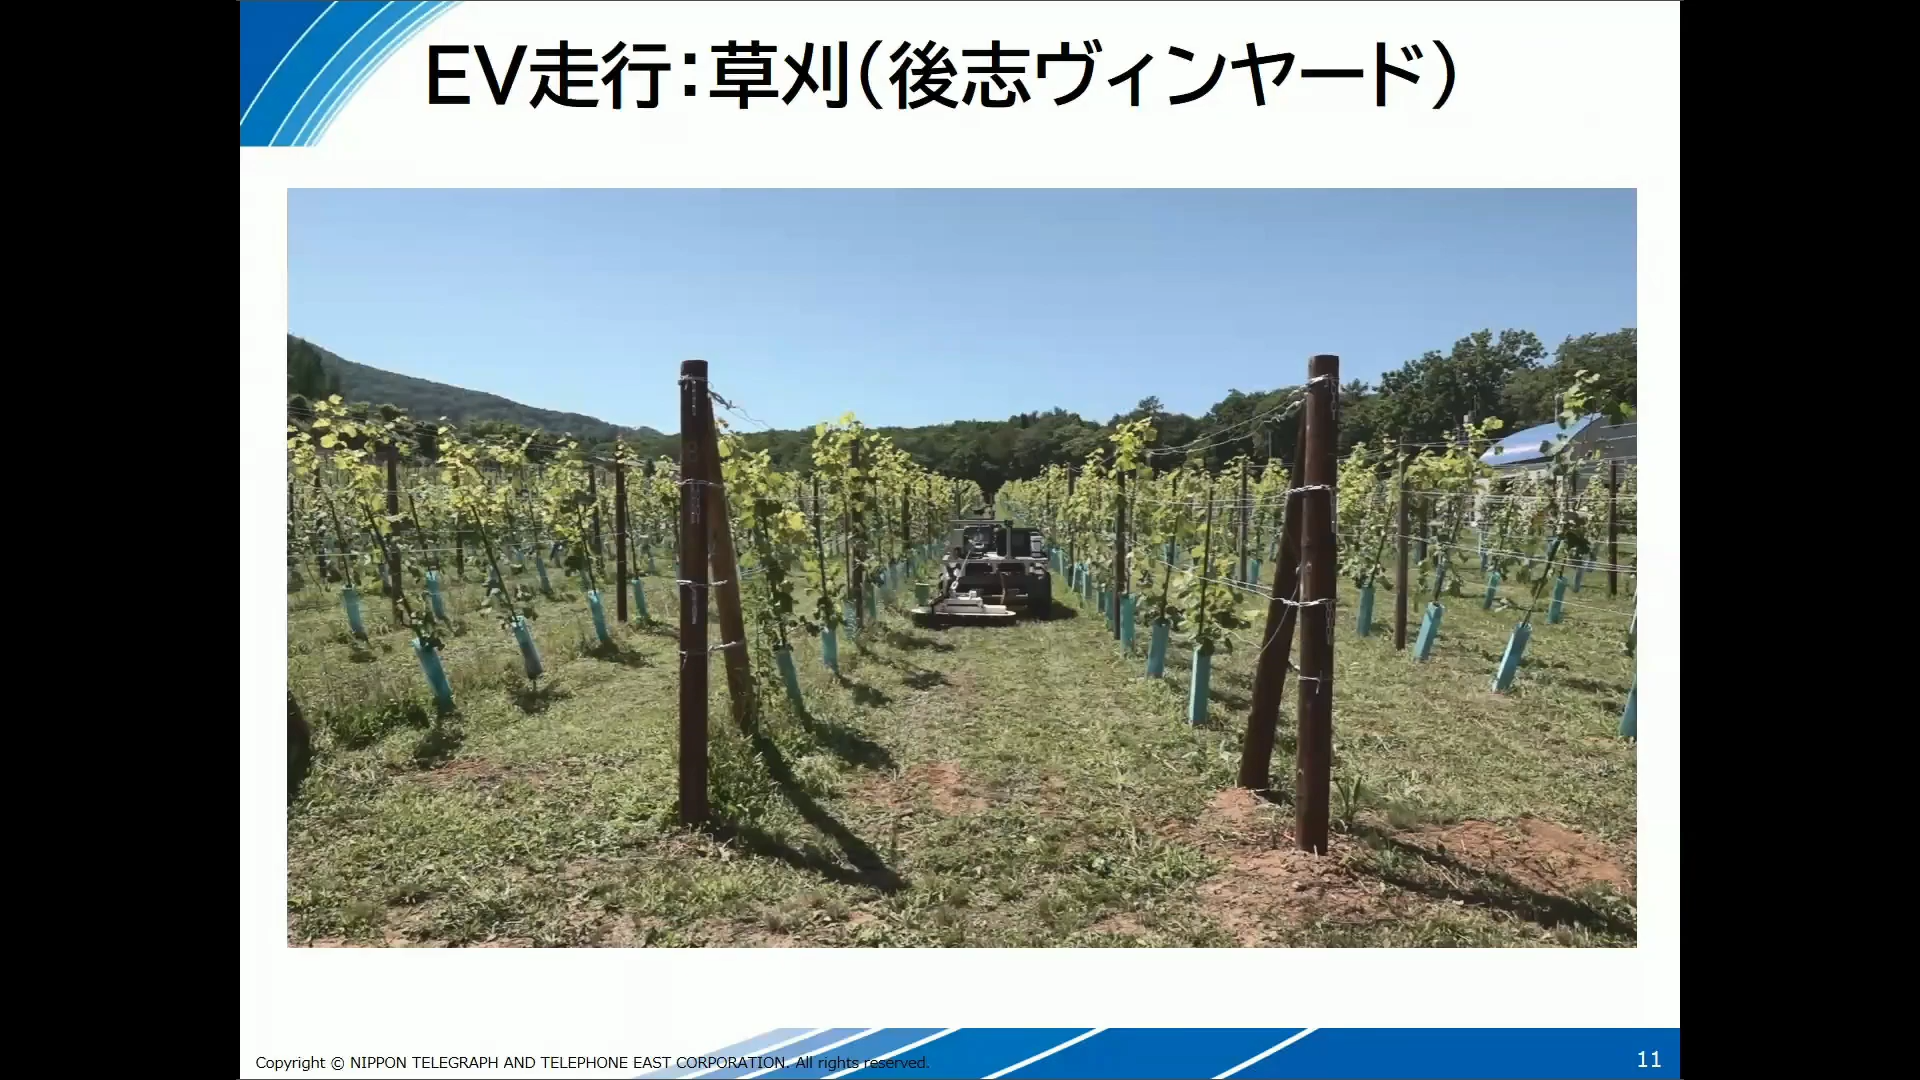 EV走行：草刈（後志ヴィンヤード）
Copyright © NIPPON TELEGRAPH AND TELEPHONE EAST CORPORATION. All rights reserved.
11